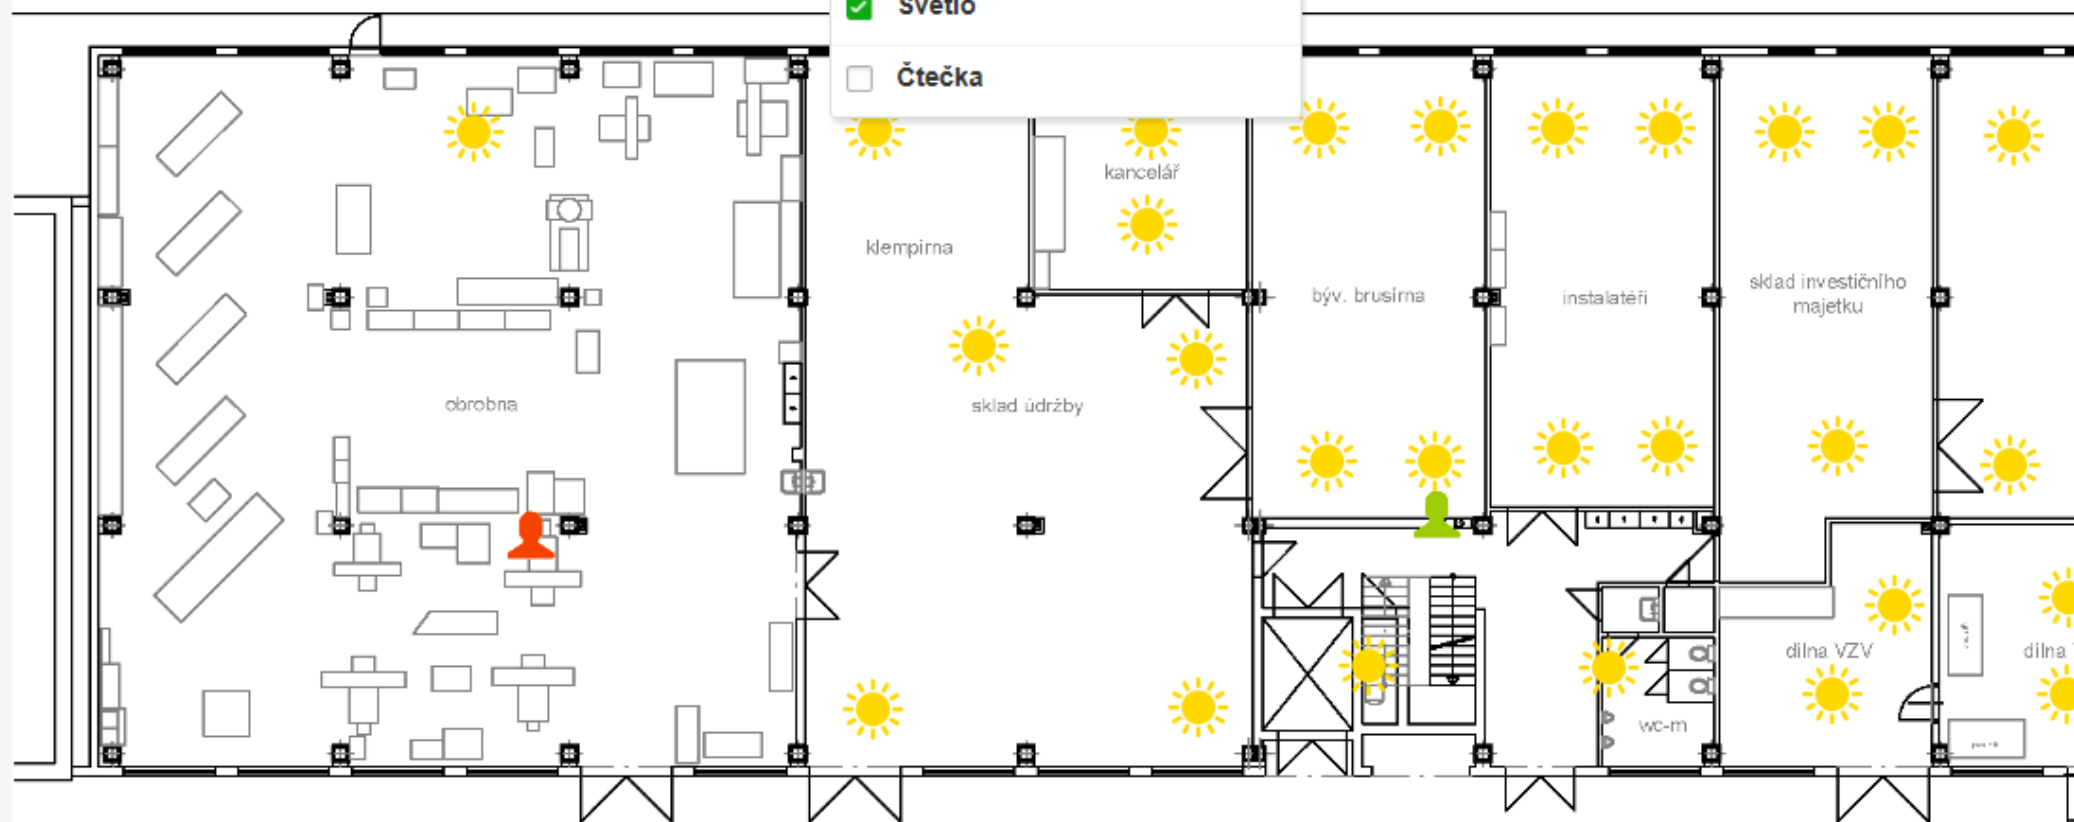 Světlo
Čtečka
kancelář
klempírna
býv. brusírna
instalatéři
sklad investičního
majetku
obrobna
sklad údržby
dílna VZV
dílna
wc-m